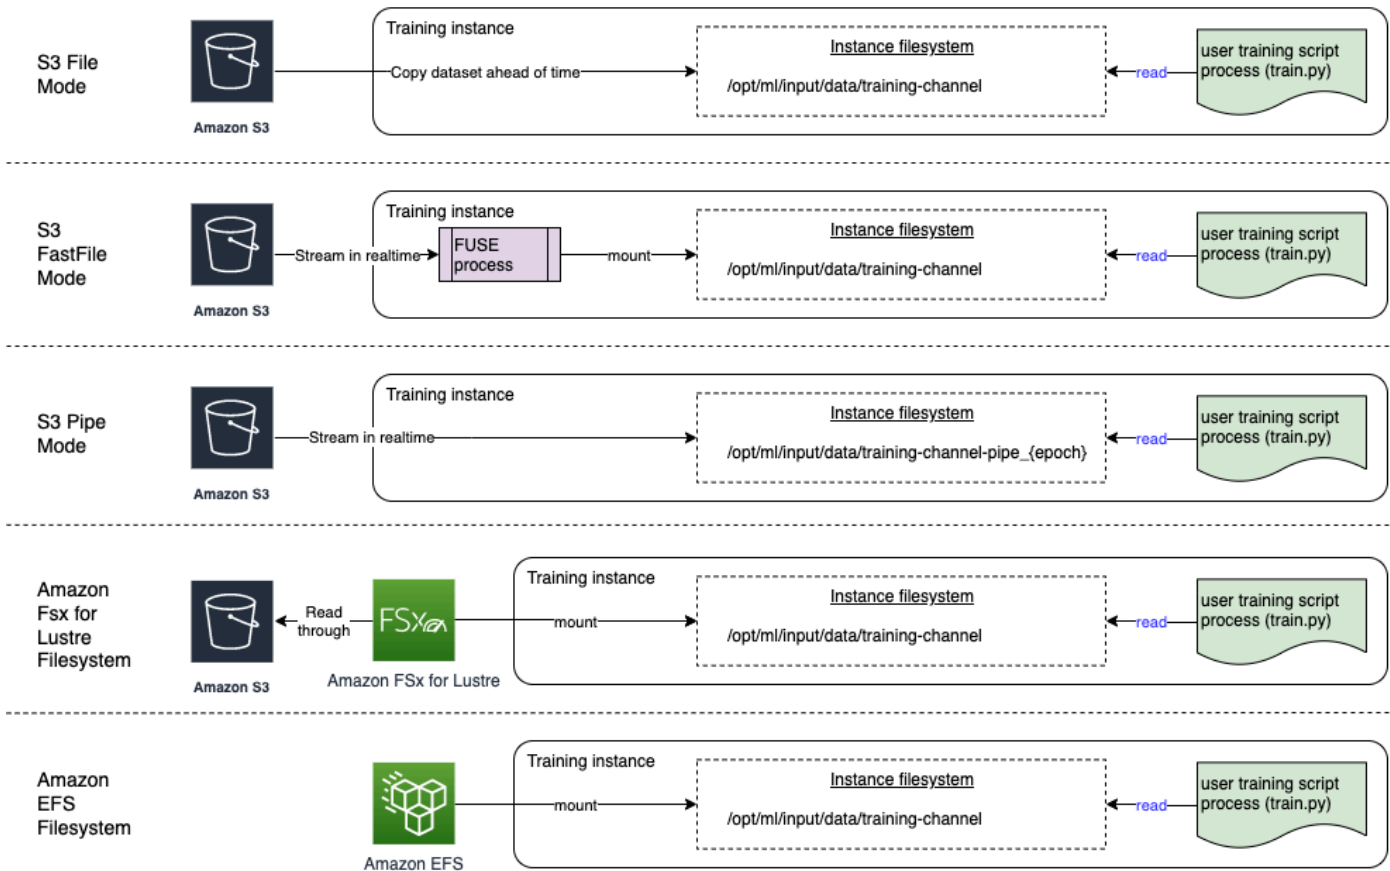 S3 File
Mode
Amazon S3
Training instance
Copy dataset ahead of time
Instance filesystem
/opt/ml/input/data/training-channel
read
user training script
process (train.py)
S3
FastFile
Mode
Amazon S3
Stream in realtime
Training instance
FUSE
process
mount
Instance filesystem
/opt/ml/input/data/training-channel
read
user training script
process (train.py)
S3 Pipe
Mode
Amazon S3
Stream in realtime
Training instance
Instance filesystem
/opt/ml/input/data/training-channel-pipe_{epoch}
read
user training script
process (train.py)
Amazon
Fsx for
Lustre
Filesystem
Amazon S3
Read
through
FSx
Amazon FSx for Lustre
Training instance
mount
Instance filesystem
/opt/ml/input/data/training-channel
read
user training script
process (train.py)
Amazon
EFS
Filesystem
Amazon EFS
Training instance
mount
Instance filesystem
/opt/ml/input/data/training-channel
read
user training script
process (train.py)